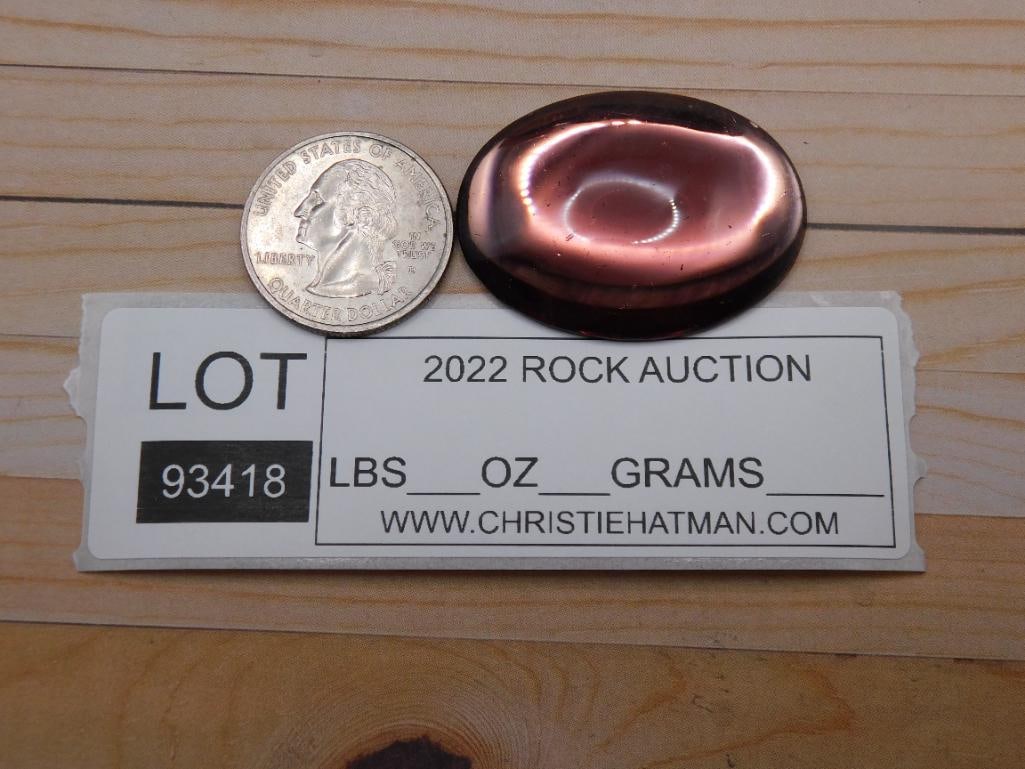 UNITED STATES OF AMERICA
LIBERTY
IN
GOD WE
TRUST
QUARTER DOLLAR
LOT
93418
2022 ROCK AUCTION
LBS___OZ___GRAMS_____
WWW.CHRISTIEHATMAN.COM